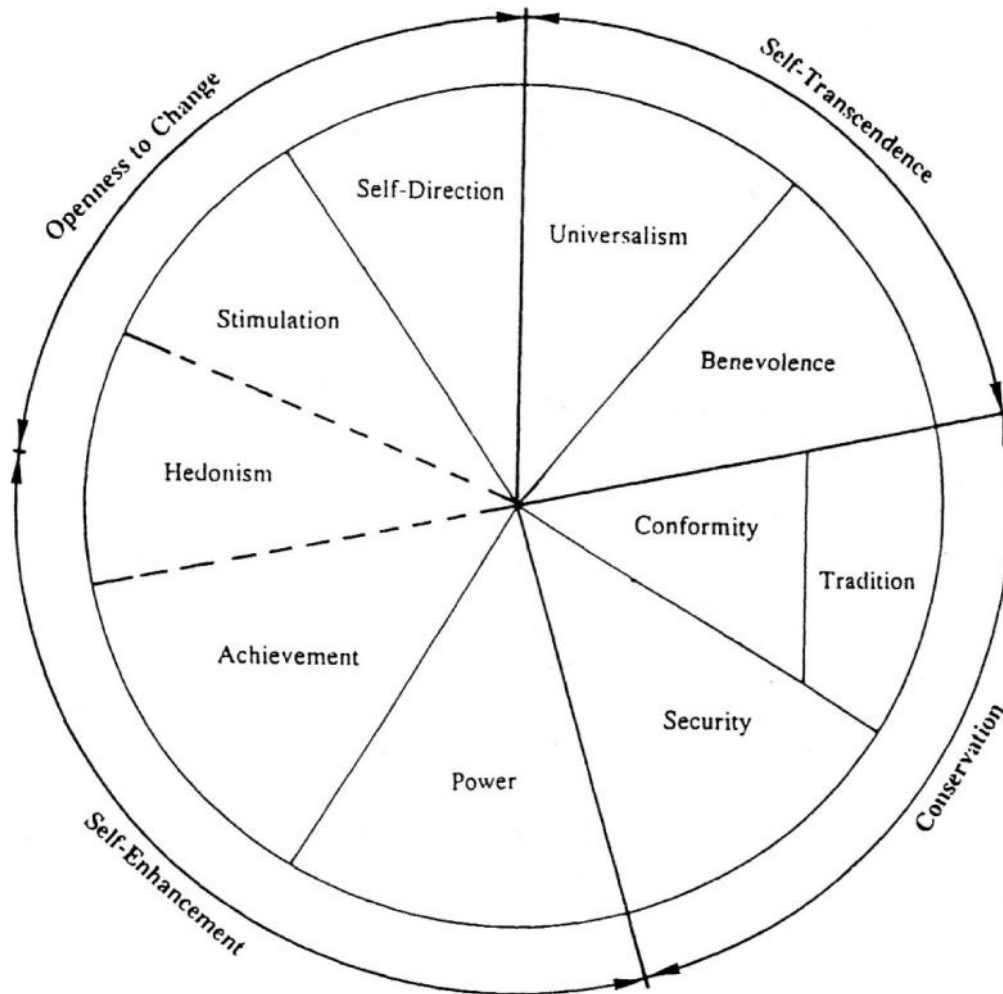 Openness to Change
Self-Transcendence
Self-Direction
Universalism
Stimulation
Benevolence
Hedonism
Conformity
Tradition
Achievement
Security
Power
Self-Enhancement
Conservation